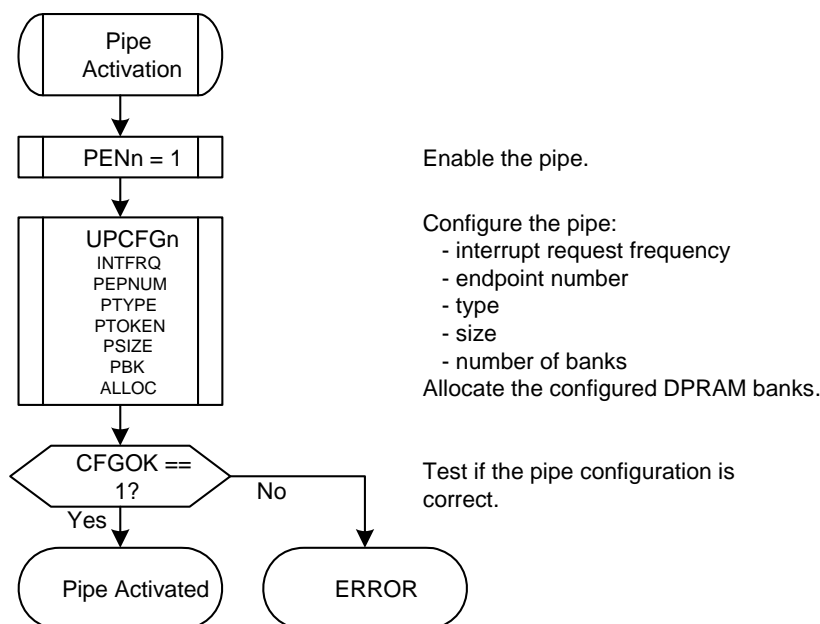 Pipe
Activation
PENn = 1
Enable the pipe.
UPCFGn
INTFRQ
PEPNUM
PTYPE
PTOKEN
PSIZE
PBK
ALLOC
Configure the pipe:
- interrupt request frequency
- endpoint number
- type
- size
- number of banks
Allocate the configured DPRAM banks.
CFGOK ==
1?
Test if the pipe configuration is
correct.
No
Yes
Pipe Activated
ERROR